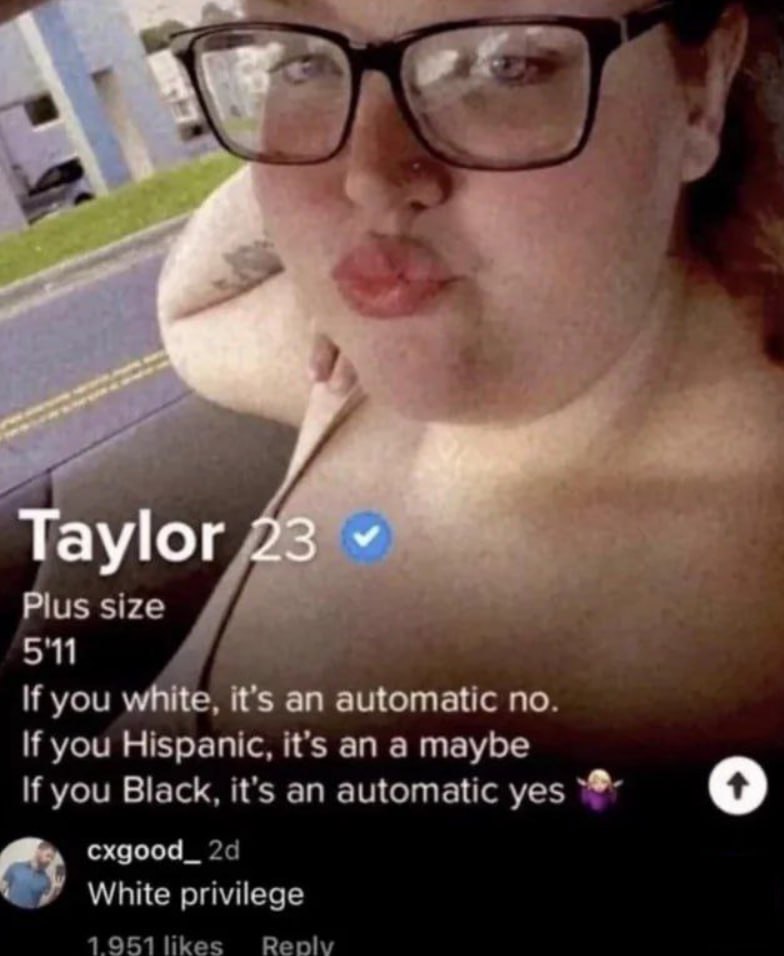 Taylor 23
Plus size
5'11
If you white, it's an automatic no.
If you Hispanic, it's an a maybe
If you Black, it's an automatic yes 🤷🏼‍♀️
cxgood_ 2d
White privilege
1,951 likes Reply